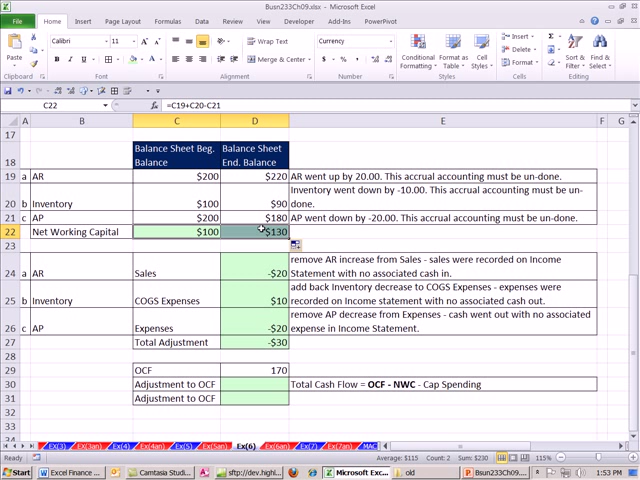 Busn233Ch09.xlsx - Microsoft Excel
File Home Insert Page Layout Formulas Data Review View Developer Add-Ins PowerPivot
Calibri 11 Wrap Text Currency Insert Σ
Paste B I U Merge & Center $ % , Conditional Formatting Format as Table Cell Styles Delete Format Sort & Filter Find & Select
Clipboard Font Alignment Number Styles Cells Editing
C22 fx =C19+C20-C21
A B C D E F G
17
18 Balance Sheet Beg. Balance Balance Sheet End. Balance
19 a AR $200 $220 AR went up by 20.00. This accrual accounting must be un-done.
20 b Inventory $100 $90 Inventory went down by -10.00. This accrual accounting must be un-done.
21 c AP $200 $180 AP went down by -20.00. This accrual accounting must be un-done.
22 Net Working Capital $100 $130
23
24 a AR Sales -$20 remove AR increase from Sales - sales were recorded on Income Statement with no associated cash in.
25 b Inventory COGS Expenses $10 add back Inventory decrease to COGS Expenses - expenses were recorded on Income statement with no associated cash out.
26 c AP Expenses -$20 remove AP decrease from Expenses - cash went out with no associated expense in Income Statement.
27 Total Adjustment -$30
28
29 OCF 170
30 Adjustment to OCF Total Cash Flow = OCF - NWC - Cap Spending
31 Adjustment to OCF
32
33
34
Ex(3) Ex(3an) Ex(4) Ex(4an) Ex(5) Ex(5an) Ex(6) Ex(6an) Ex(7) Ex(7an) MAC
Ready Average: $115 Count: 2 Sum: $230 115%
Start Excel Finance ... Camtasia Studi... sftp://dev.highl... Microsoft Exc... old Busn233Ch09.... 1:53 PM